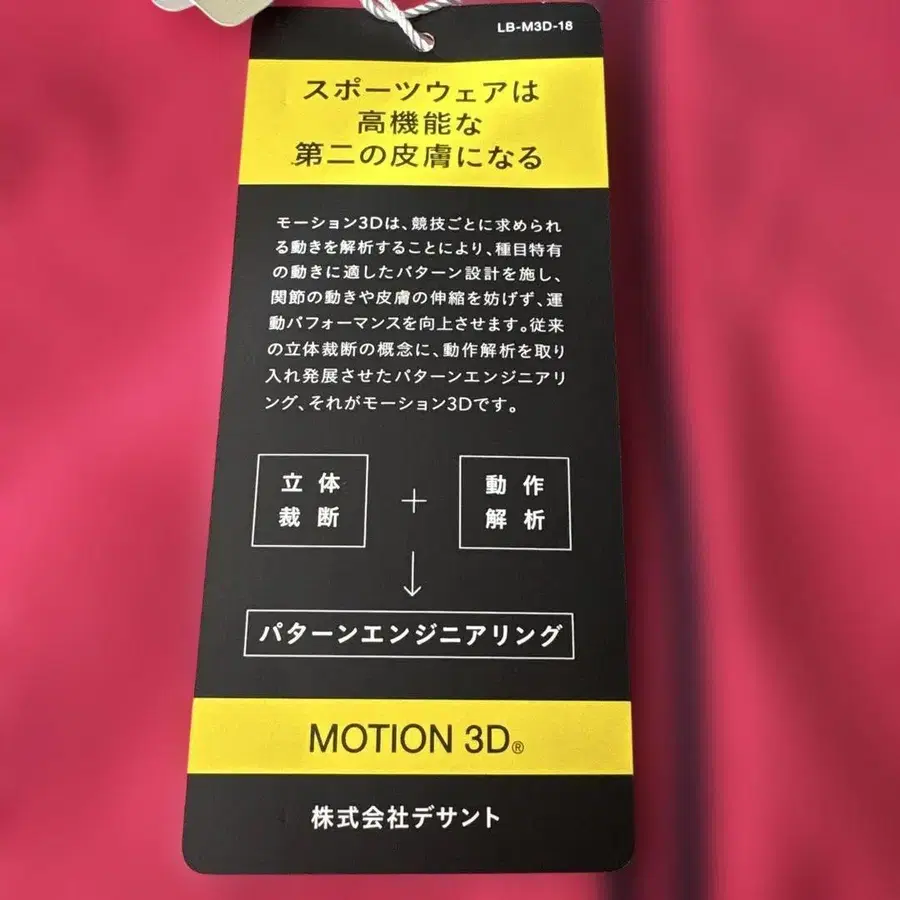 LB-M3D-18
スポーツウェアは
高機能な
第二の皮膚になる
モーション3Dは、競技ごとに求められ
る動きを解析することにより、種目特有
の動きに適したパターン設計を施し、
関節の動きや皮膚の伸縮を妨げず、運
動パフォーマンスを向上させます。従来
の立体裁断の概念に、動作解析を取り
入れ発展させたパターンエンジニアリ
ング、それがモーション3Dです。
立体 動作
裁断 + 解析
↓
パターンエンジニアリング
MOTION 3D®
株式会社デサント